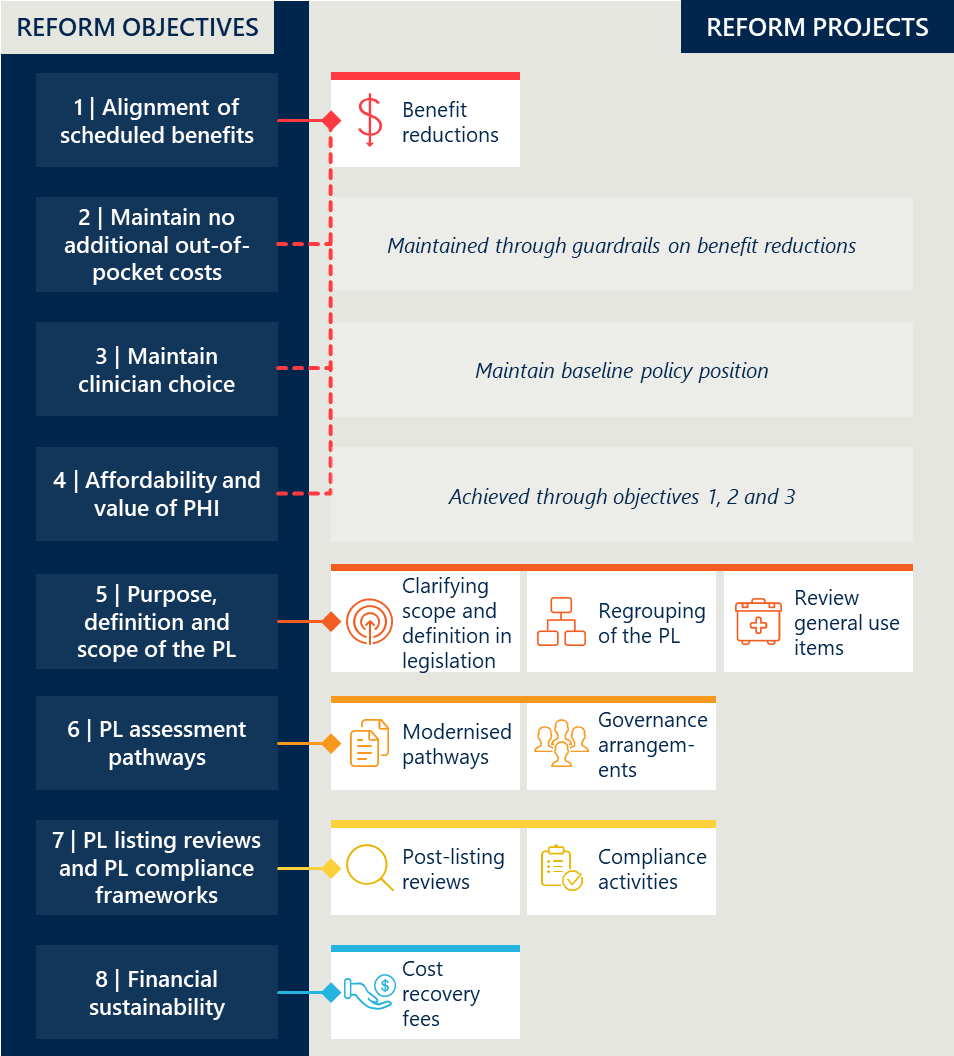 REFORM OBJECTIVES
REFORM PROJECTS
1 | Alignment of
scheduled benefits
Benefit
reductions
2 | Maintain no
additional out-of-
pocket costs
Maintained through guardrails on benefit reductions
3 | Maintain
clinician choice
Maintain baseline policy position
4 | Affordability and
value of PHI
Achieved through objectives 1, 2 and 3
5 | Purpose,
definition and
scope of the PL
Clarifying
scope and
definition in
legislation
Regrouping
of the PL
Review
general use
items
6 | PL assessment
pathways
Modernised
pathways
Governance
arrangem-
ents
7 | PL listing reviews
and PL compliance
frameworks
Post-listing
reviews
Compliance
activities
8 | Financial
sustainability
Cost
recovery
fees